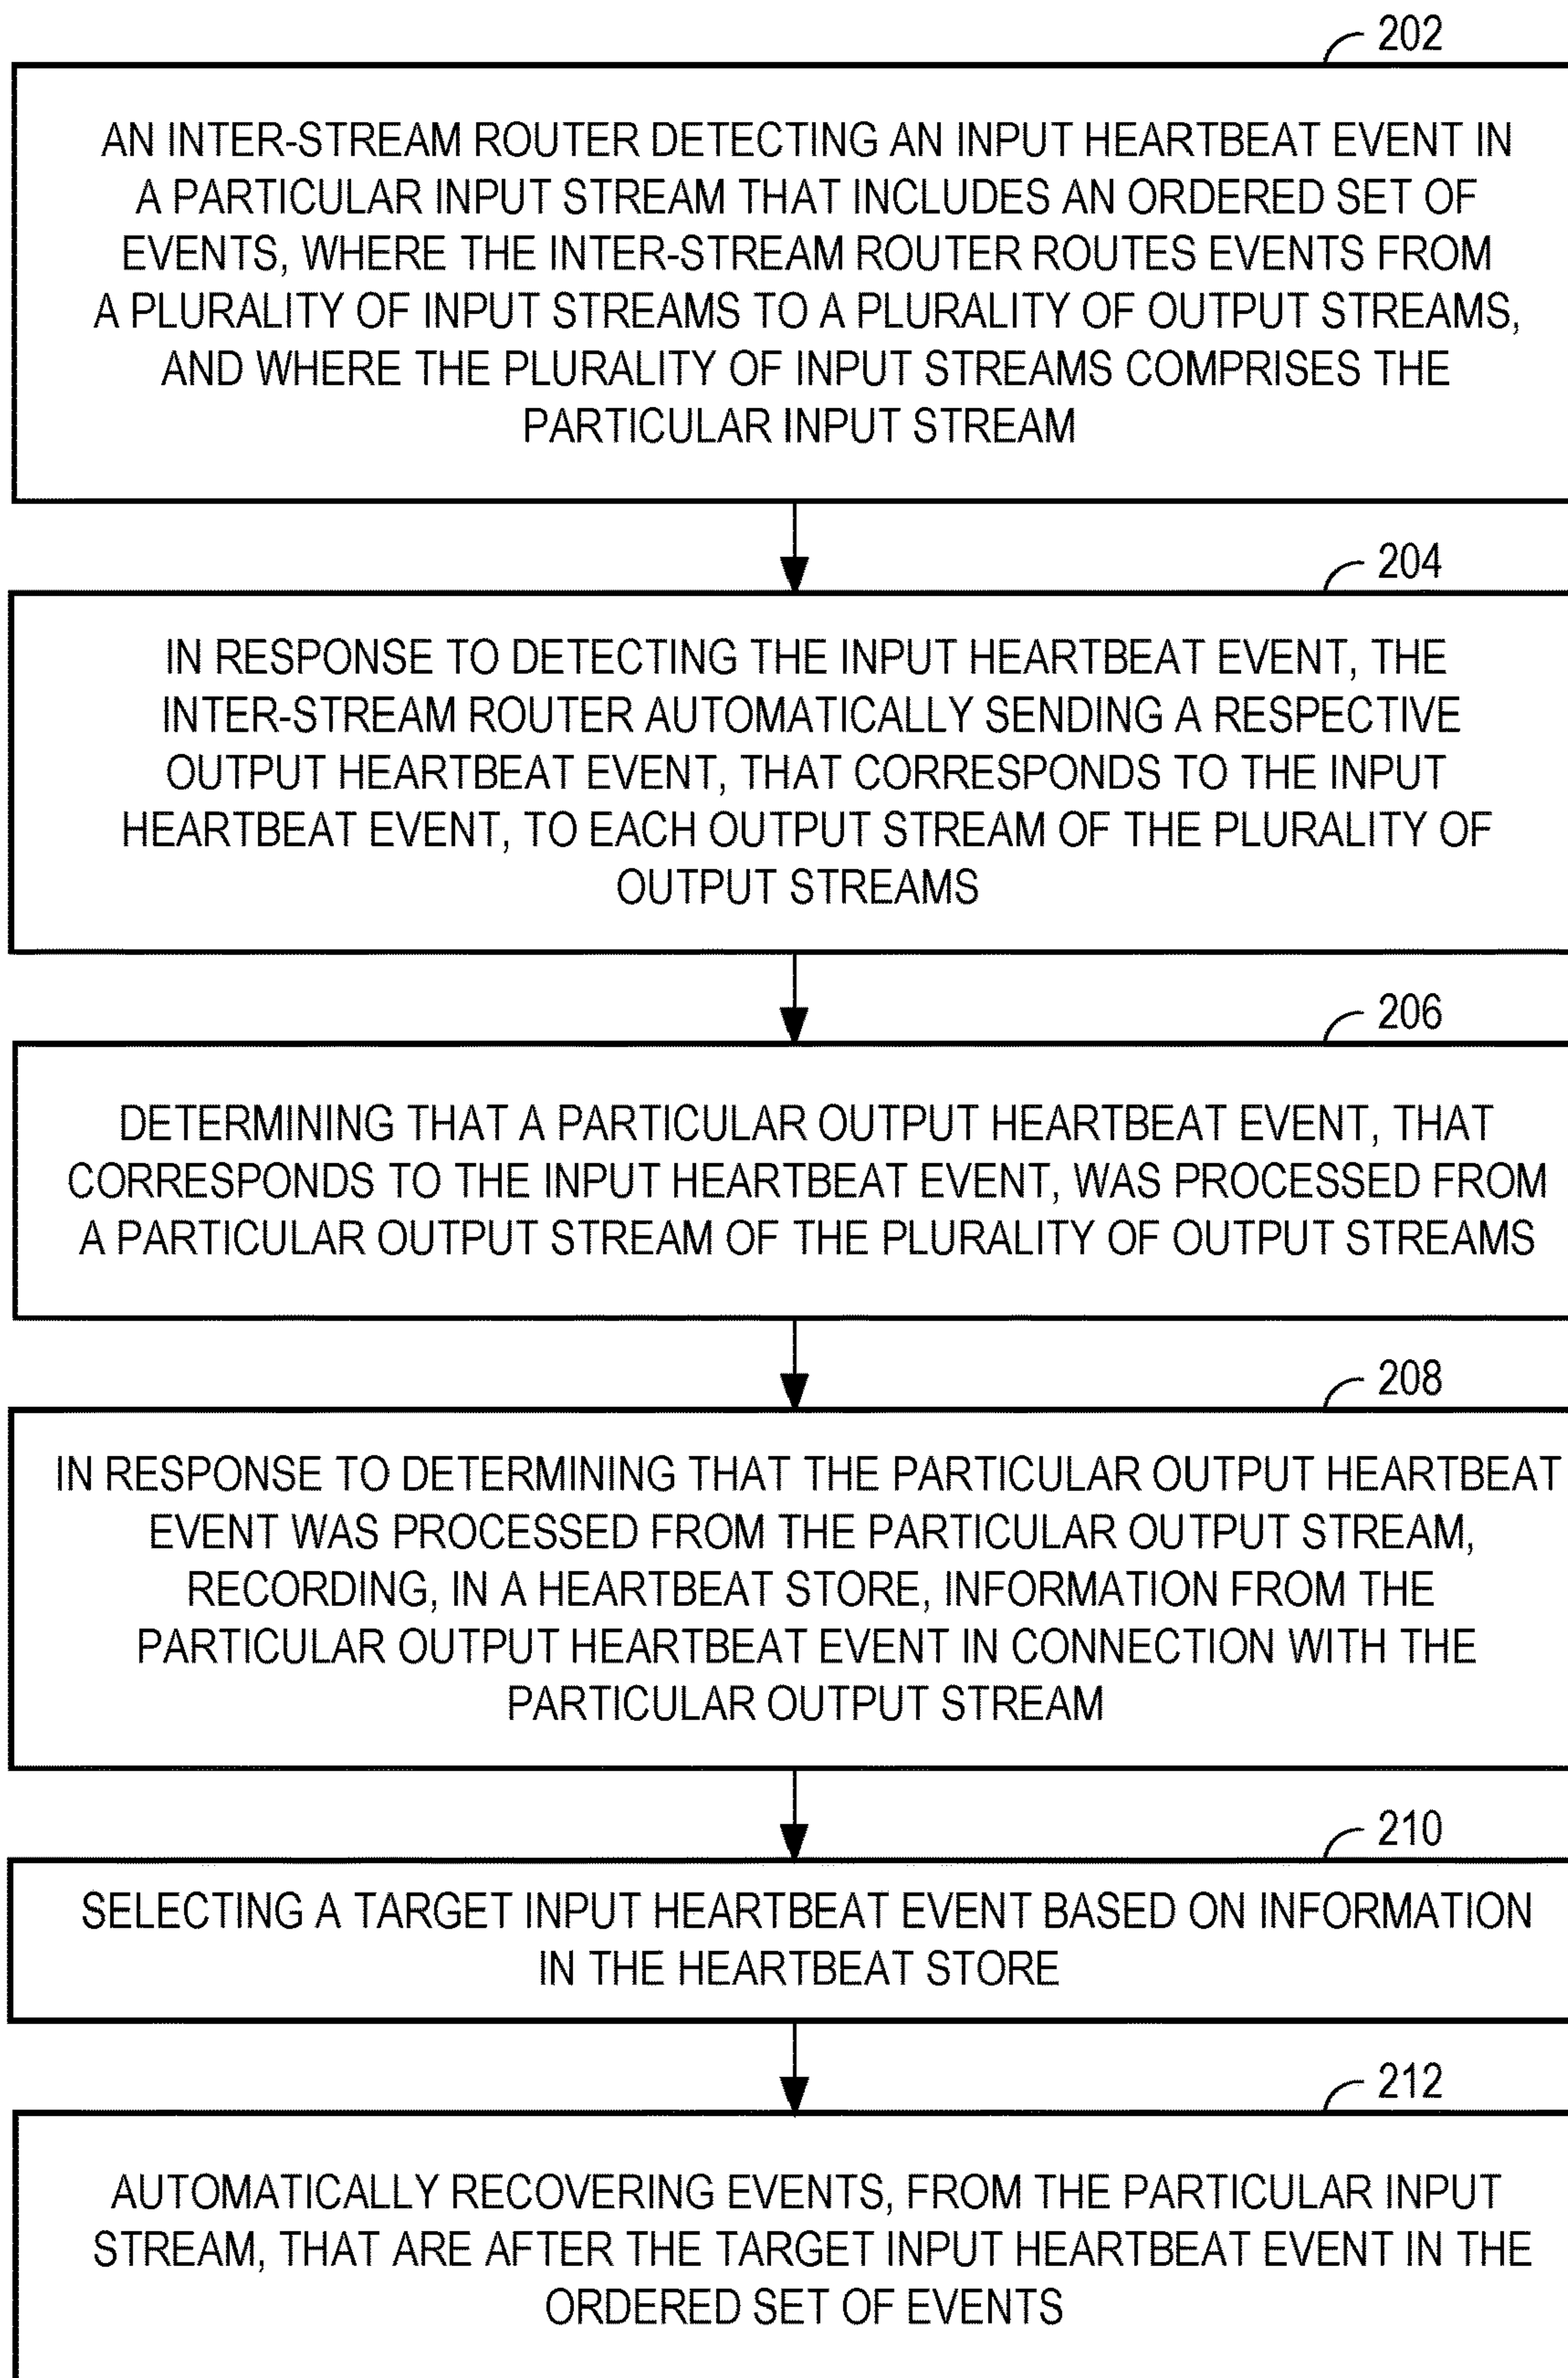 202
AN INTER-STREAM ROUTER DETECTING AN INPUT HEARTBEAT EVENT IN
A PARTICULAR INPUT STREAM THAT INCLUDES AN ORDERED SET OF
EVENTS, WHERE THE INTER-STREAM ROUTER ROUTES EVENTS FROM
A PLURALITY OF INPUT STREAMS TO A PLURALITY OF OUTPUT STREAMS,
AND WHERE THE PLURALITY OF INPUT STREAMS COMPRISES THE
PARTICULAR INPUT STREAM
204
IN RESPONSE TO DETECTING THE INPUT HEARTBEAT EVENT, THE
INTER-STREAM ROUTER AUTOMATICALLY SENDING A RESPECTIVE
OUTPUT HEARTBEAT EVENT, THAT CORRESPONDS TO THE INPUT
HEARTBEAT EVENT, TO EACH OUTPUT STREAM OF THE PLURALITY OF
OUTPUT STREAMS
206
DETERMINING THAT A PARTICULAR OUTPUT HEARTBEAT EVENT, THAT
CORRESPONDS TO THE INPUT HEARTBEAT EVENT, WAS PROCESSED FROM
A PARTICULAR OUTPUT STREAM OF THE PLURALITY OF OUTPUT STREAMS
208
IN RESPONSE TO DETERMINING THAT THE PARTICULAR OUTPUT HEARTBEAT
EVENT WAS PROCESSED FROM THE PARTICULAR OUTPUT STREAM,
RECORDING, IN A HEARTBEAT STORE, INFORMATION FROM THE
PARTICULAR OUTPUT HEARTBEAT EVENT IN CONNECTION WITH THE
PARTICULAR OUTPUT STREAM
210
SELECTING A TARGET INPUT HEARTBEAT EVENT BASED ON INFORMATION
IN THE HEARTBEAT STORE
212
AUTOMATICALLY RECOVERING EVENTS, FROM THE PARTICULAR INPUT
STREAM, THAT ARE AFTER THE TARGET INPUT HEARTBEAT EVENT IN THE
ORDERED SET OF EVENTS